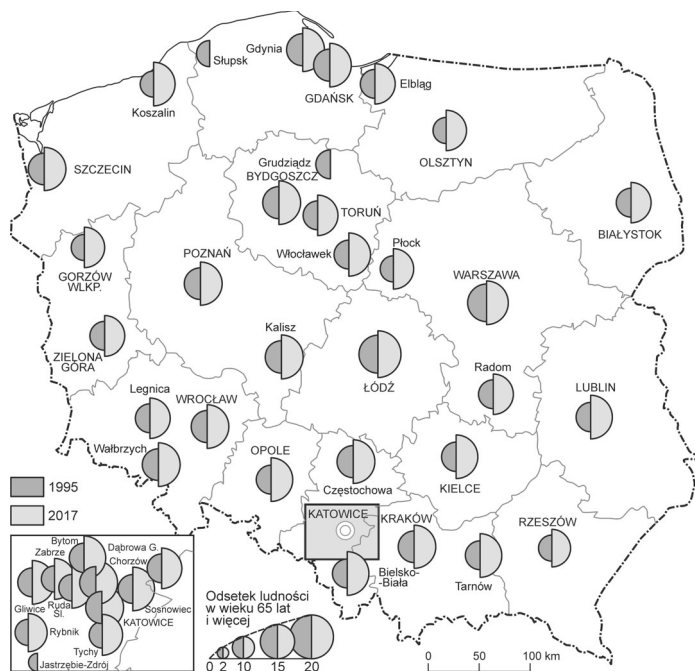 Słupsk
Gdynia
GDAŃSK
Elbląg
Koszalin
SZCZECIN
OLSZTYN
Grudziądz
BYDGOSZCZ
TORUŃ
BIAŁYSTOK
Włocławek
Płock
GORZÓW
WLKP.
POZNAŃ
WARSZAWA
ZIELONA
GÓRA
Kalisz
ŁÓDŹ
Radom
LUBLIN
Legnica
WROCŁAW
Wałbrzych
OPOLE
Częstochowa
KIELCE
1995
2017
KATOWICE
KRAKÓW
RZESZÓW
Bielsko-
-Biała
Tarnów
Bytom
Zabrze
Dąbrowa G.
Chorzów
Gliwice
Ruda
Śl.
Sosnowiec
KATOWICE
Rybnik
Tychy
Jastrzębie-Zdrój
Odsetek ludności
w wieku 65 lat
i więcej
0 2 10 15 20
0 50 100 km